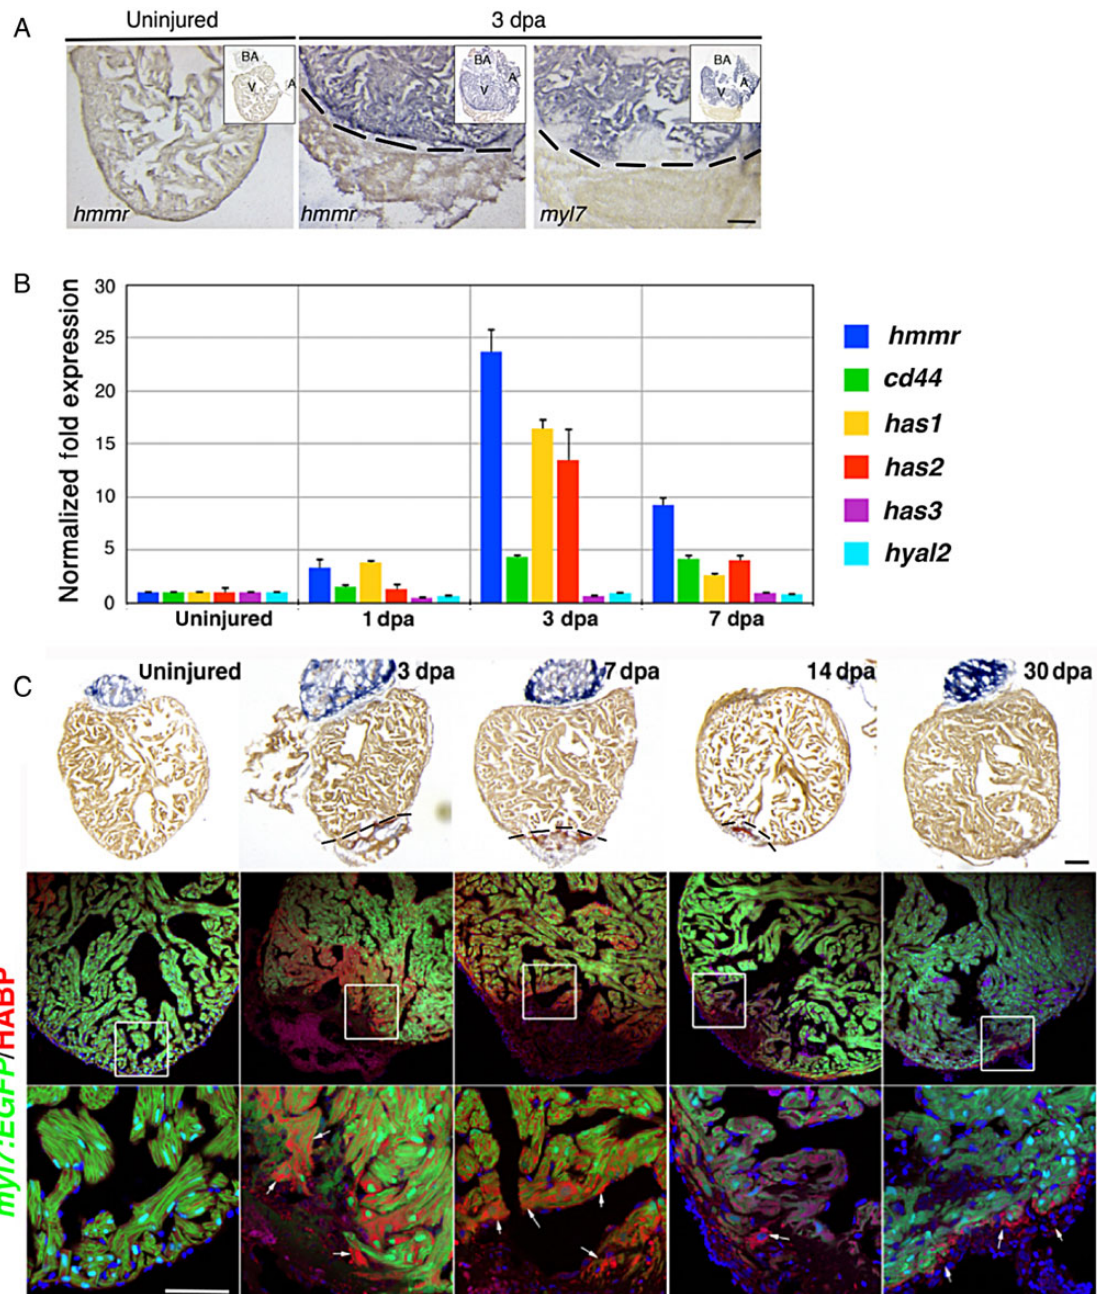 A
Uninjured
3 dpa
BA
V
A
BA
V
A
BA
V
A
hmmr
hmmr
myl7
B
Normalized fold expression
30
25
20
15
10
5
0
Uninjured
1 dpa
3 dpa
7 dpa
hmmr
cd44
has1
has2
has3
hyal2
C
Uninjured
3 dpa
7 dpa
14 dpa
30 dpa
myl7:EGFP/HABP